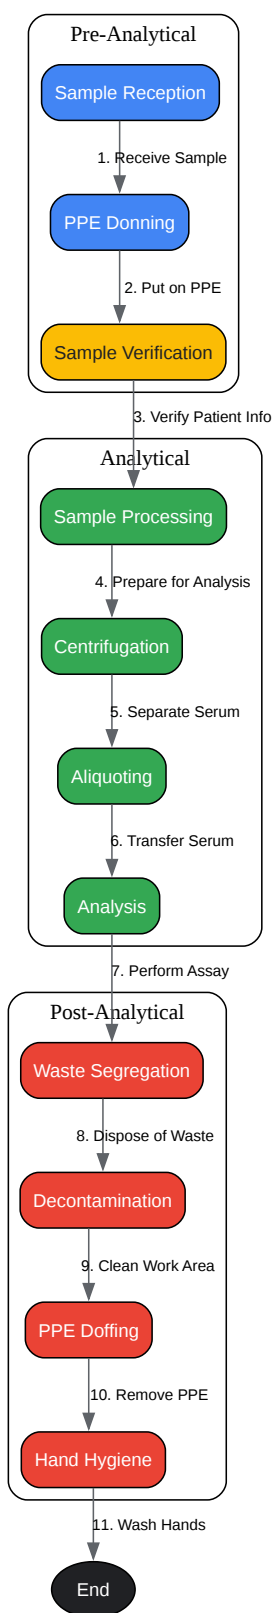 Pre-Analytical
Sample Reception
1. Receive Sample
PPE Donning
2. Put on PPE
Sample Verification
3. Verify Patient Info
Analytical
Sample Processing
4. Prepare for Analysis
Centrifugation
5. Separate Serum
Aliquoting
6. Transfer Serum
Analysis
7. Perform Assay
Post-Analytical
Waste Segregation
8. Dispose of Waste
Decontamination
9. Clean Work Area
PPE Doffing
10. Remove PPE
Hand Hygiene
11. Wash Hands
End